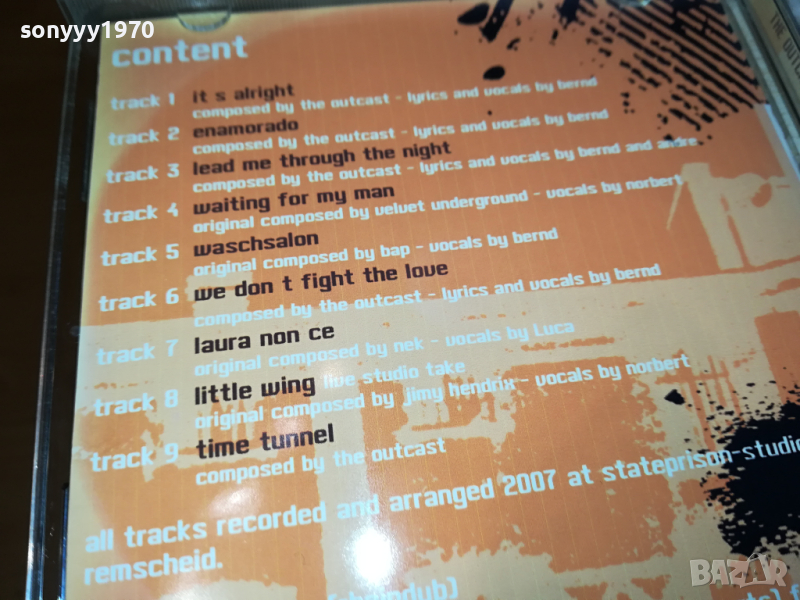 sonyyy1970
content
track 1 it s alright
composed by the outcast - lyrics and vocals by bernd
track 2 enamorado
composed by the outcast - lyrics and vocals by bernd
track 3 lead me through the night
composed by the outcast - lyrics and vocals by bernd and andre
track 4 waiting for my man
original composed by velvet underground - vocals by norbert
track 5 waschsalon
original composed by bap - vocals by bernd
track 6 we don t fight the love
composed by the outcast - lyrics and vocals by bernd
track 7 laura non ce
original composed by nek - vocals by Luca
track 8 little wing live studio take
original composed by jimy hendrix - vocals by norbert
track 9 time tunnel
composed by the outcast
all tracks recorded and arranged 2007 at stateprison-studio
remscheid.
THE OUTC
BAZAR